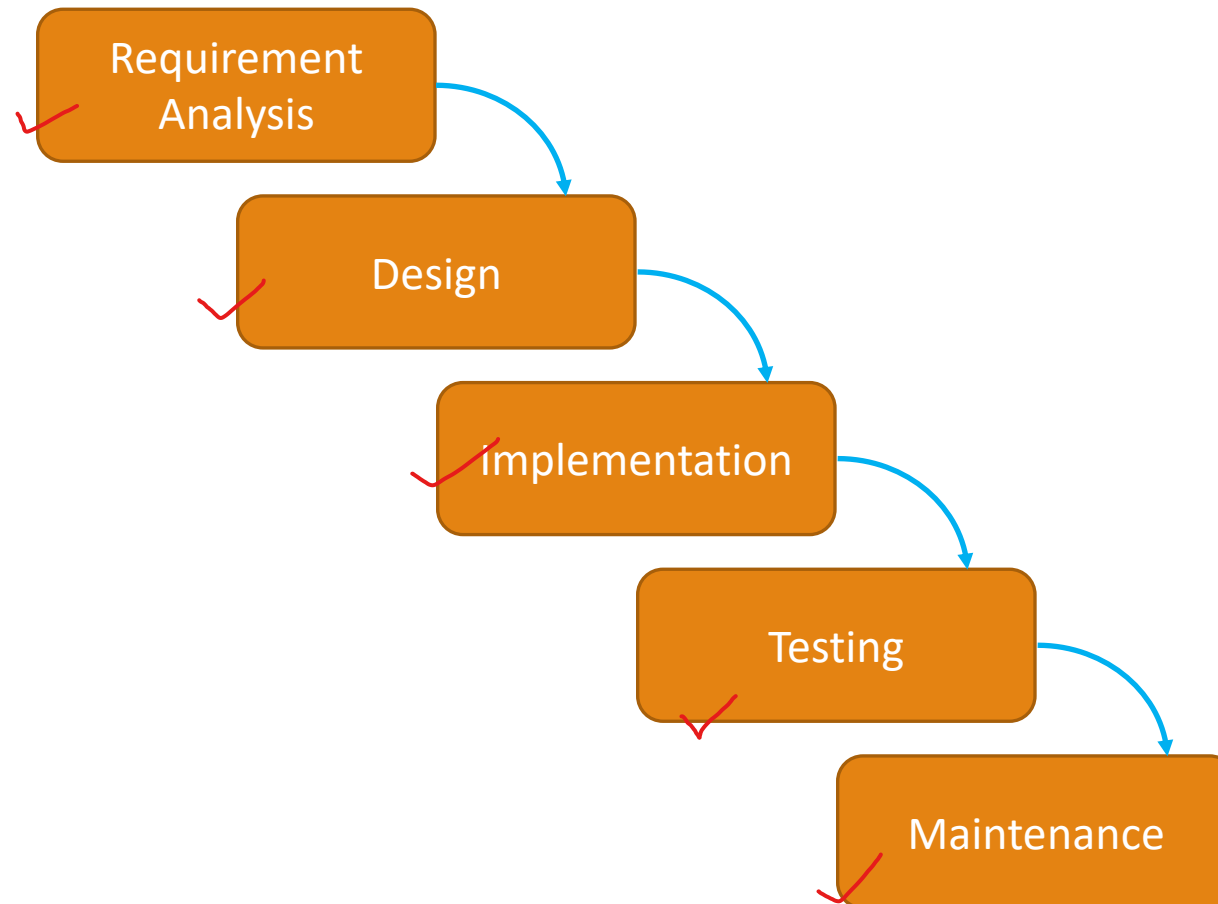 Requirement
Analysis
Design
Implementation
Testing
Maintenance